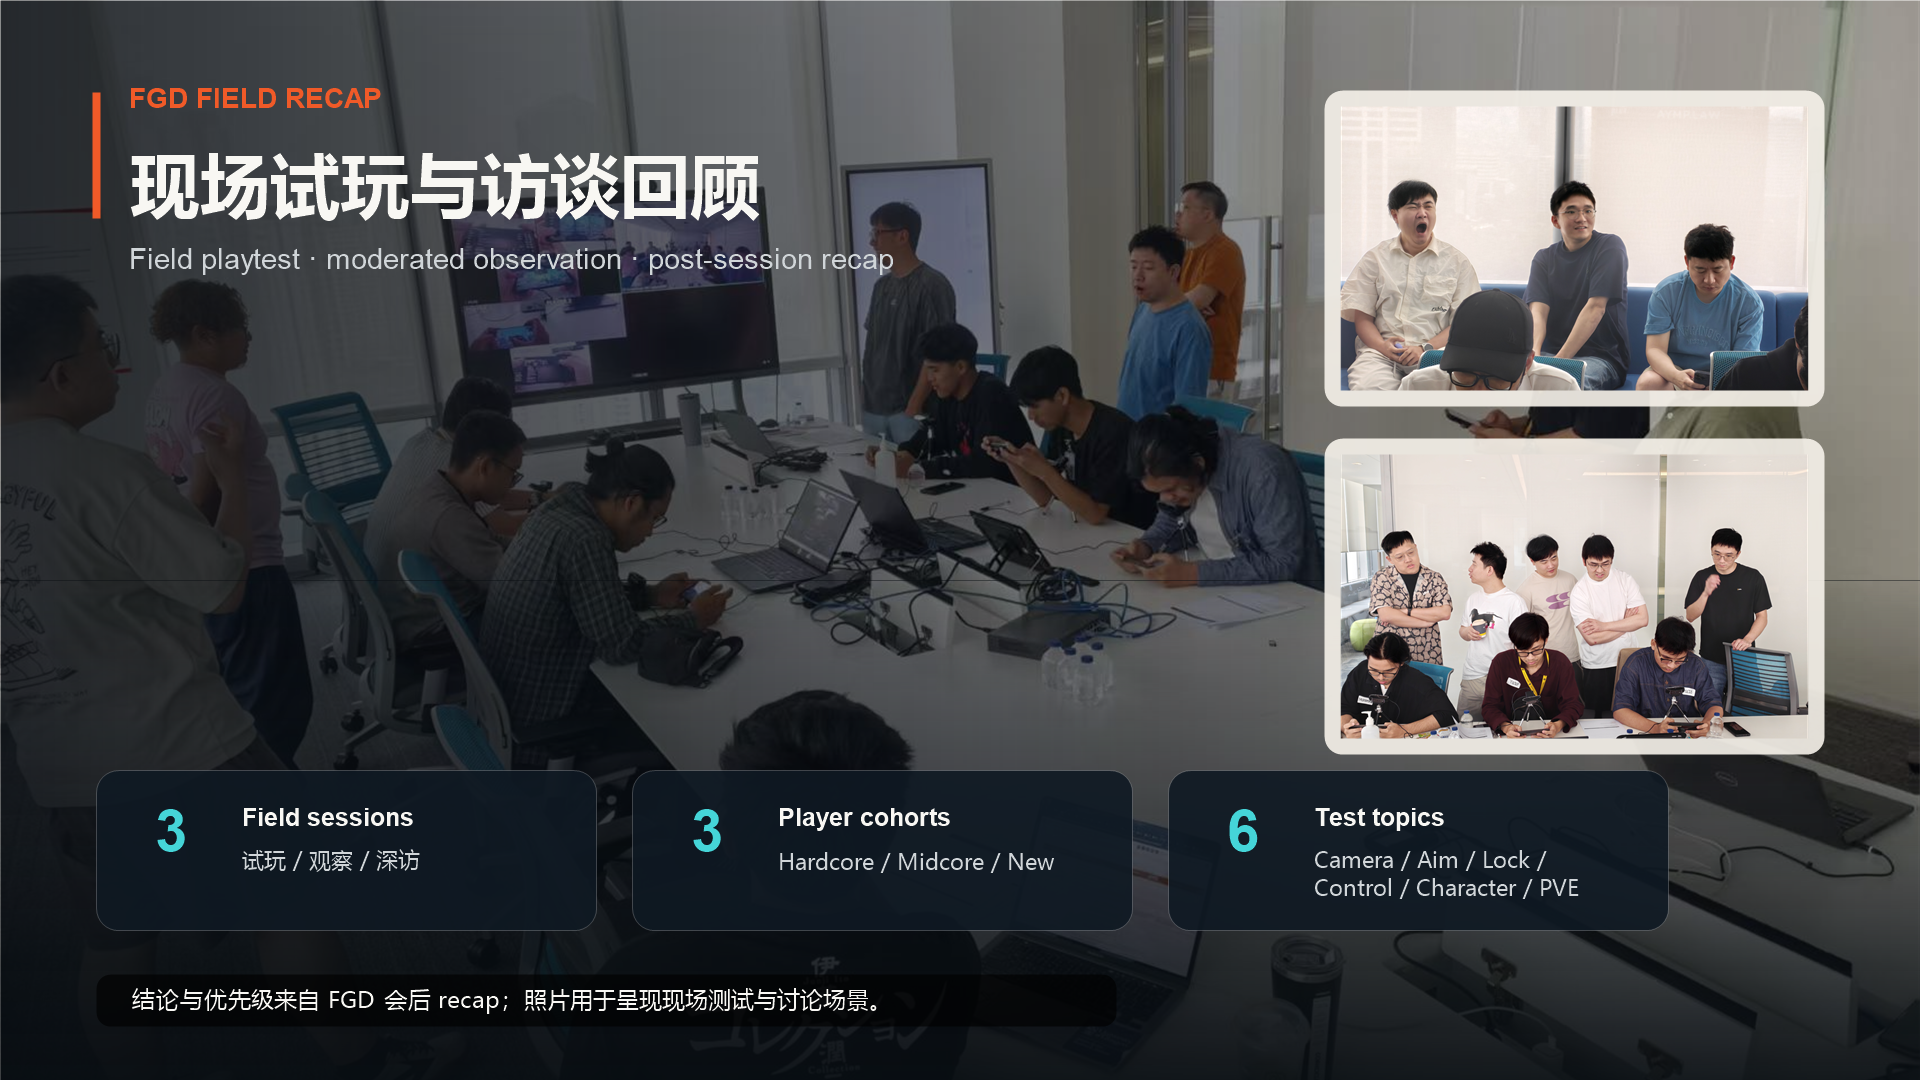 FGD FIELD RECAP
现场试玩与访谈回顾
Field playtest · moderated observation · post-session recap
3
Field sessions
试玩 / 观察 / 深访
3
Player cohorts
Hardcore / Midcore / New
6
Test topics
Camera / Aim / Lock /
Control / Character / PVE
结论与优先级来自 FGD 会后 recap；照片用于呈现现场测试与讨论场景。